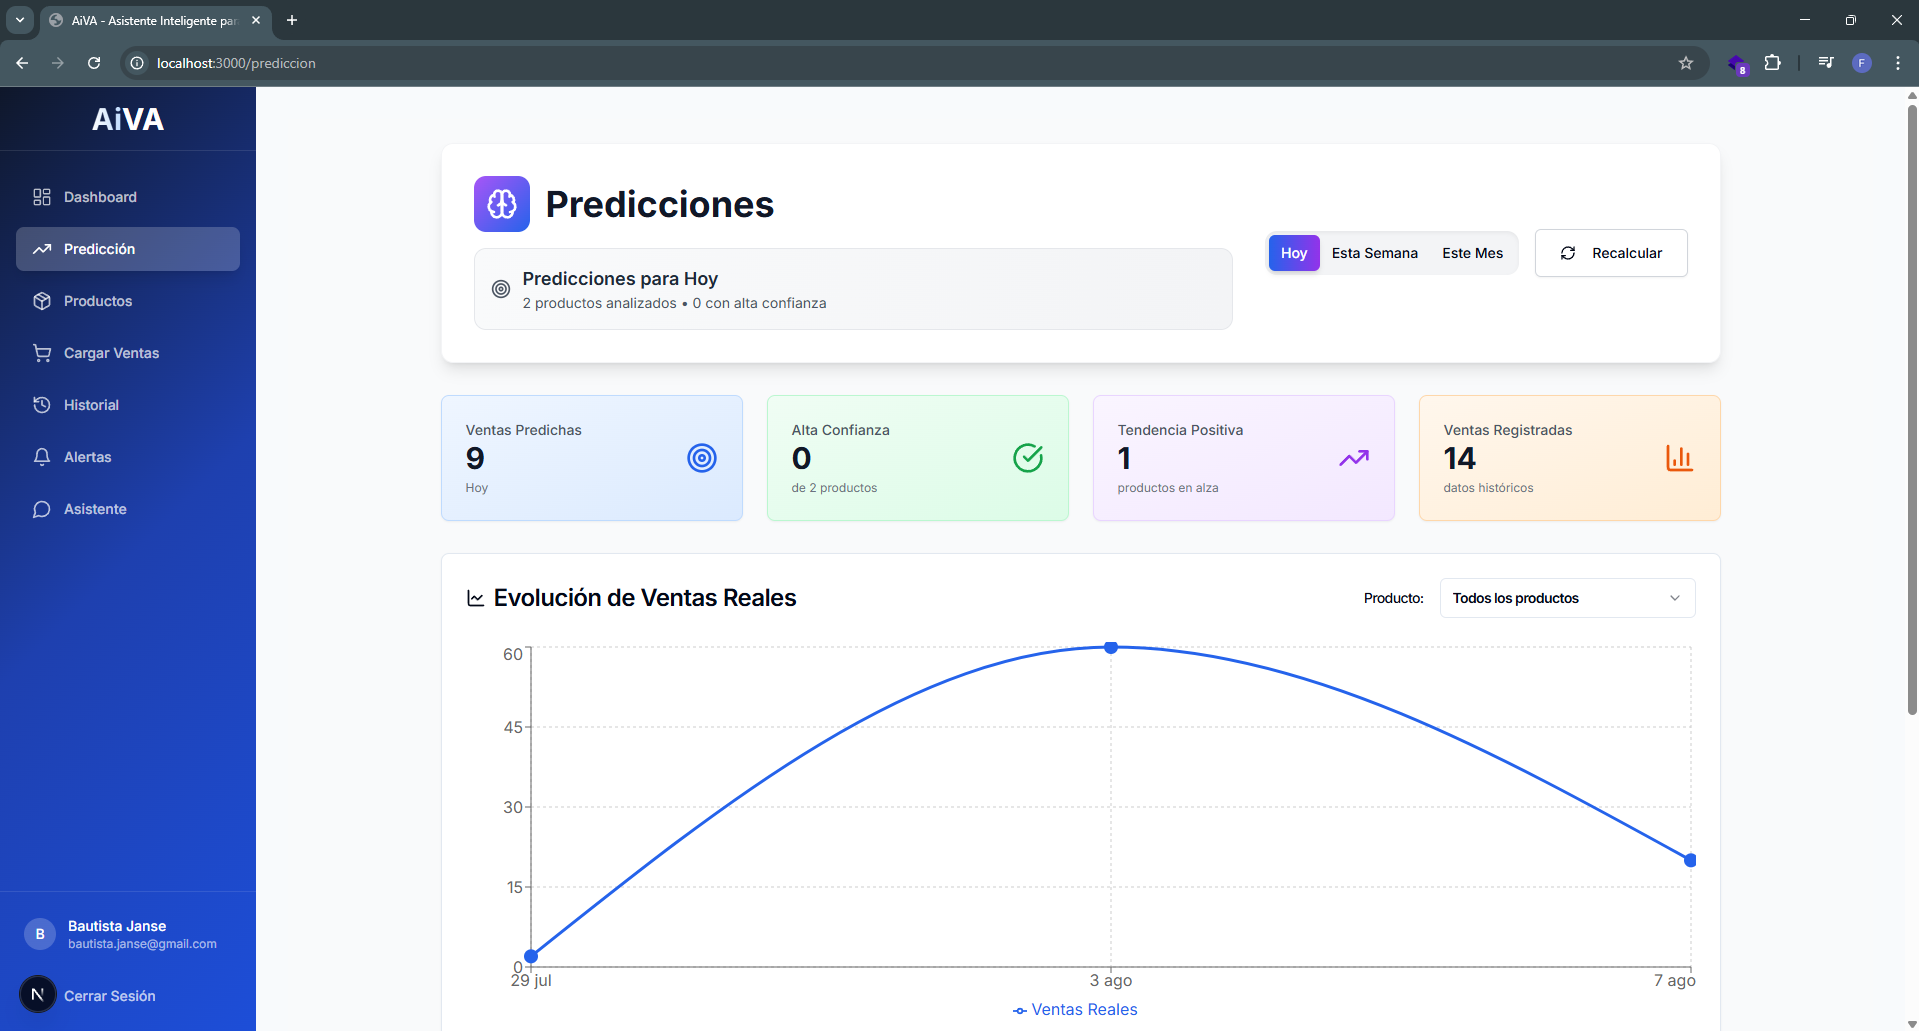 AiVA - Asistente Inteligente par
localhost:3000/prediccion
8
F
AiVA
Dashboard
Predicción
Productos
Cargar Ventas
Historial
Alertas
Asistente
B
Bautista Janse
bautista.janse@gmail.com
N
Cerrar Sesión
Predicciones
Predicciones para Hoy
2 productos analizados • 0 con alta confianza
Hoy Esta Semana Este Mes
Recalcular
Ventas Predichas
9
Hoy
Alta Confianza
0
de 2 productos
Tendencia Positiva
1
productos en alza
Ventas Registradas
14
datos históricos
Evolución de Ventas Reales
Producto: Todos los productos
60
45
30
15
0
29 jul 3 ago 7 ago
Ventas Reales